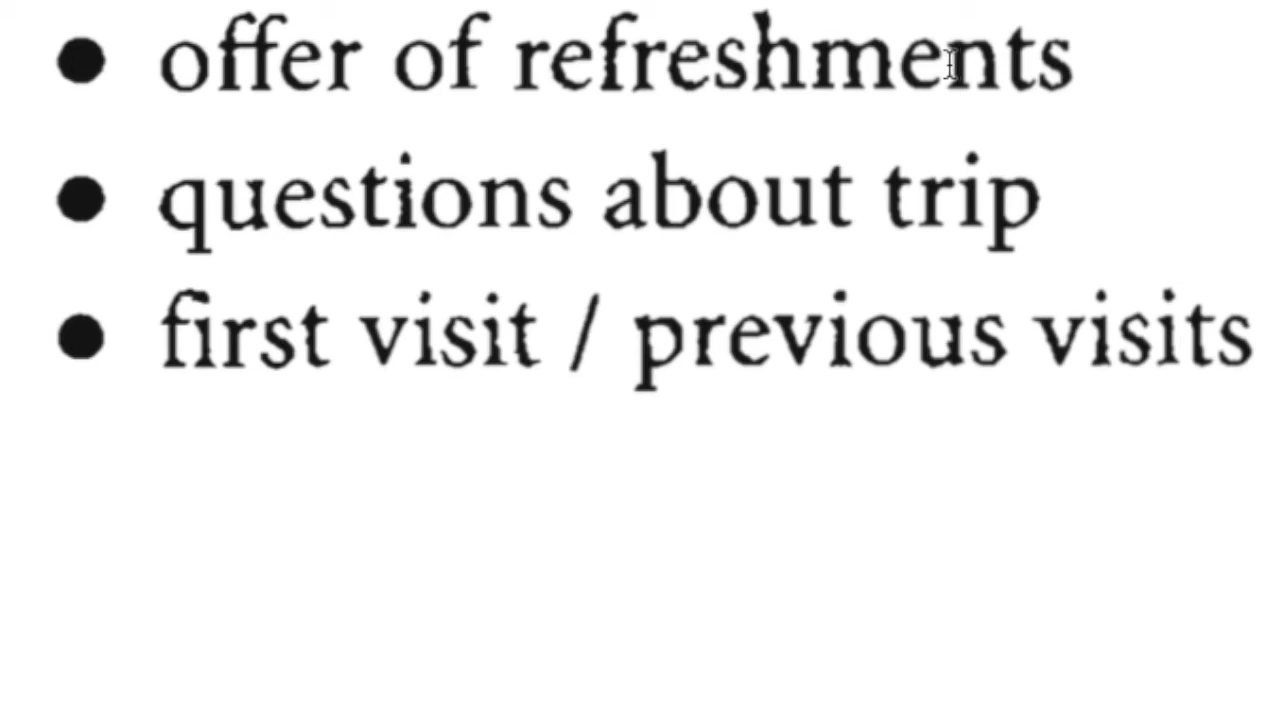 • offer of refreshments
• questions about trip
• first visit / previous visits